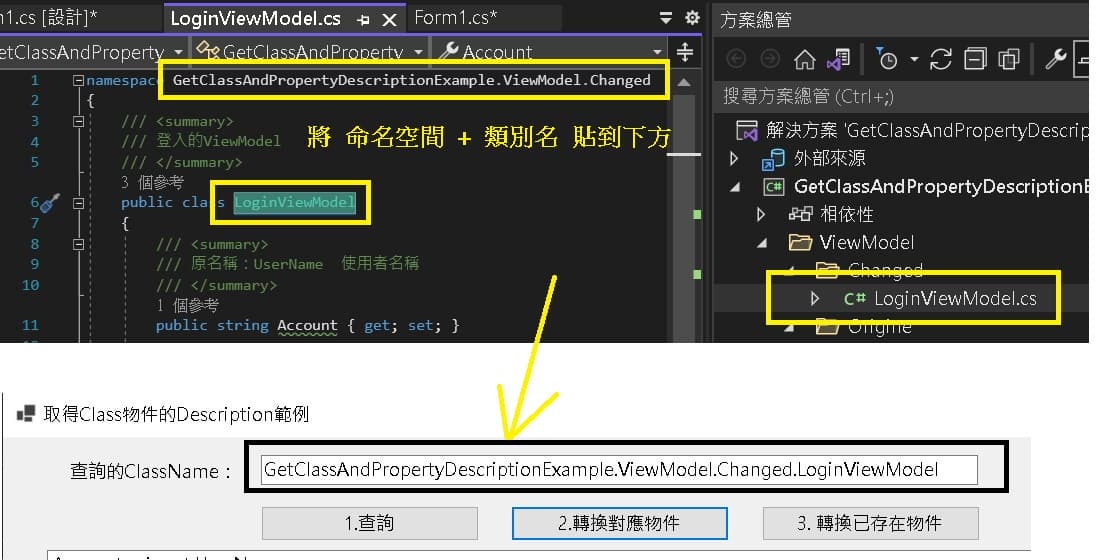 n1.cs [設計]*
LoginViewModel.cs
Form1.cs*
etClassAndProperty
GetClassAndProperty
Account
1 namespace GetClassAndPropertyDescriptionExample.ViewModel.Changed
2 {
3 /// <summary>
4 /// 登入的ViewModel
5 /// </summary>
3 個參考
6 public class LoginViewModel
7 {
8 /// <summary>
9 /// 原名稱：UserName 使用者名稱
10 /// </summary>
1 個參考
11 public string Account { get; set; }
將 命名空間 + 類別名 貼到下方
方案總管
搜尋方案總管 (Ctrl+;)
解決方案 'GetClassAndPropertyDescrip
外部來源
C# GetClassAndPropertyDescriptionE
相依性
ViewModel
Changed
C# LoginViewModel.cs
Origine
取得Class物件的Description範例
查詢的ClassName：
GetClassAndPropertyDescriptionExample.ViewModel.Changed.LoginViewModel
1.查詢
2.轉換對應物件
3. 轉換已存在物件